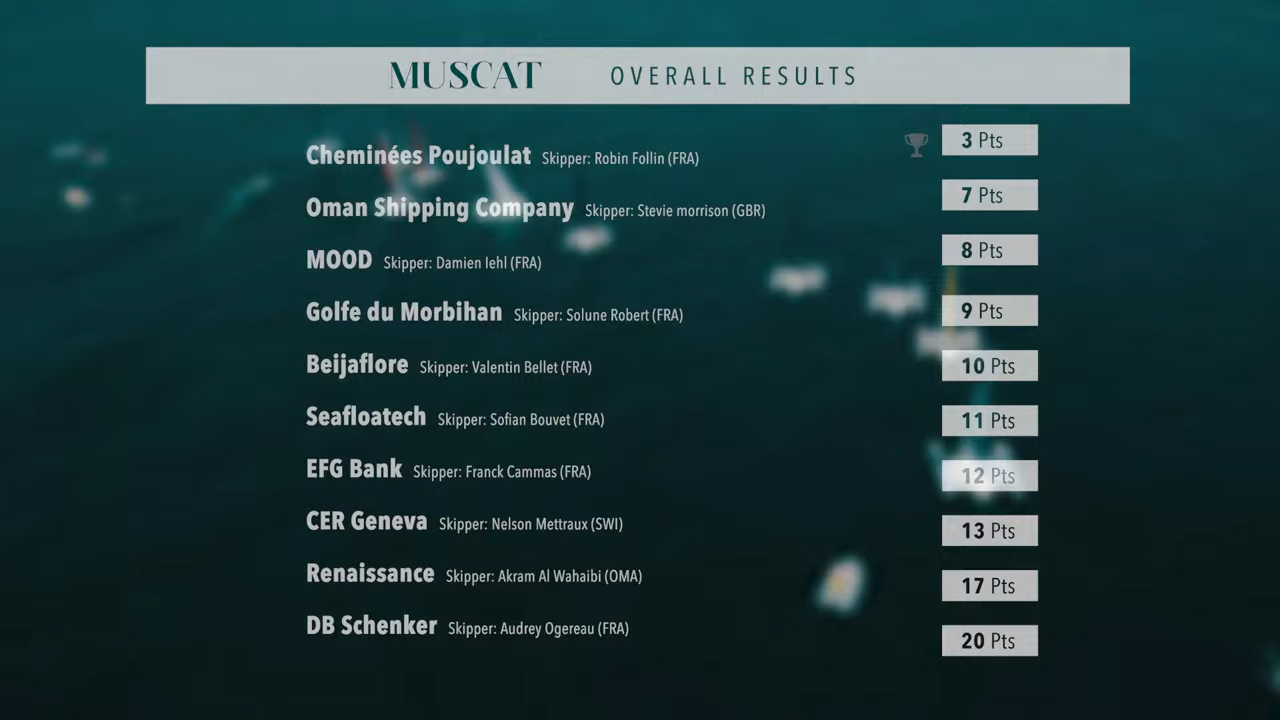 MUSCAT OVERALL RESULTS
Cheminées Poujoulat Skipper: Robin Follin (FRA) 3 Pts
Oman Shipping Company Skipper: Stevie morrison (GBR) 7 Pts
MOOD Skipper: Damien Iehl (FRA) 8 Pts
Golfe du Morbihan Skipper: Solune Robert (FRA) 9 Pts
Beijaflore Skipper: Valentin Bellet (FRA) 10 Pts
Seafloatech Skipper: Sofian Bouvet (FRA) 11 Pts
EFG Bank Skipper: Franck Cammas (FRA) 12 Pts
CER Geneva Skipper: Nelson Mettraux (SWI) 13 Pts
Renaissance Skipper: Akram Al Wahaibi (OMA) 17 Pts
DB Schenker Skipper: Audrey Ogereau (FRA) 20 Pts